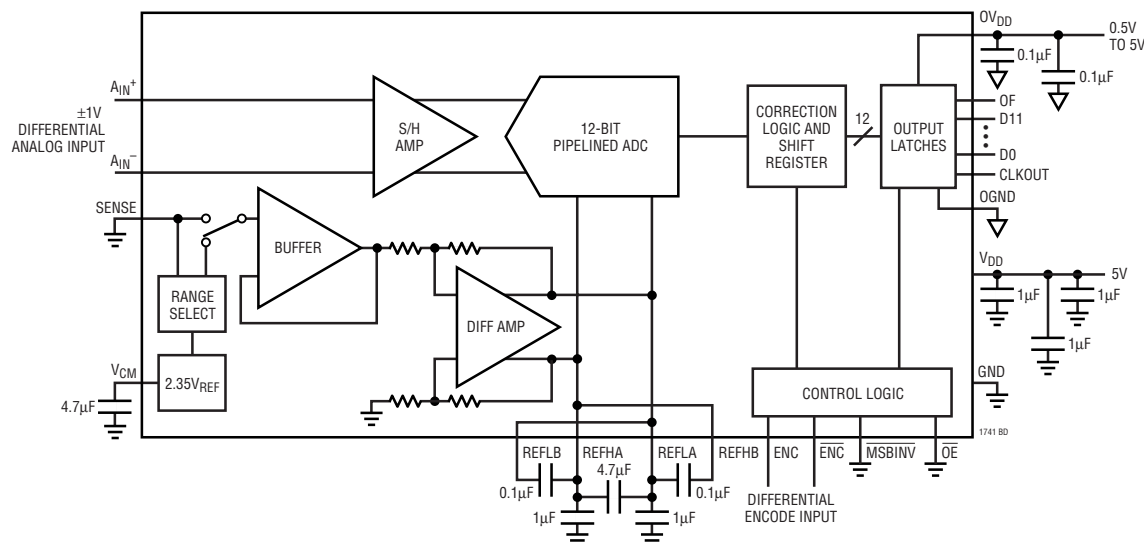 OVDD
0.5V
TO 5V
0.1µF
0.1µF
AIN+
±1V
DIFFERENTIAL
ANALOG INPUT
AIN–
S/H
AMP
12-BIT
PIPELINED ADC
CORRECTION
LOGIC AND
SHIFT
REGISTER
12
OUTPUT
LATCHES
OF
D11
D0
CLKOUT
OGND
SENSE
BUFFER
RANGE
SELECT
DIFF AMP
VDD
5V
1µF
1µF
1µF
VCM
2.35VREF
4.7µF
GND
CONTROL LOGIC
1741 BD
REFLB
REFHA
REFLA
REFHB
ENC
E̅N̅C̅
M̅S̅B̅I̅N̅V̅
O̅E̅
4.7µF
0.1µF
0.1µF
1µF
1µF
DIFFERENTIAL
ENCODE INPUT